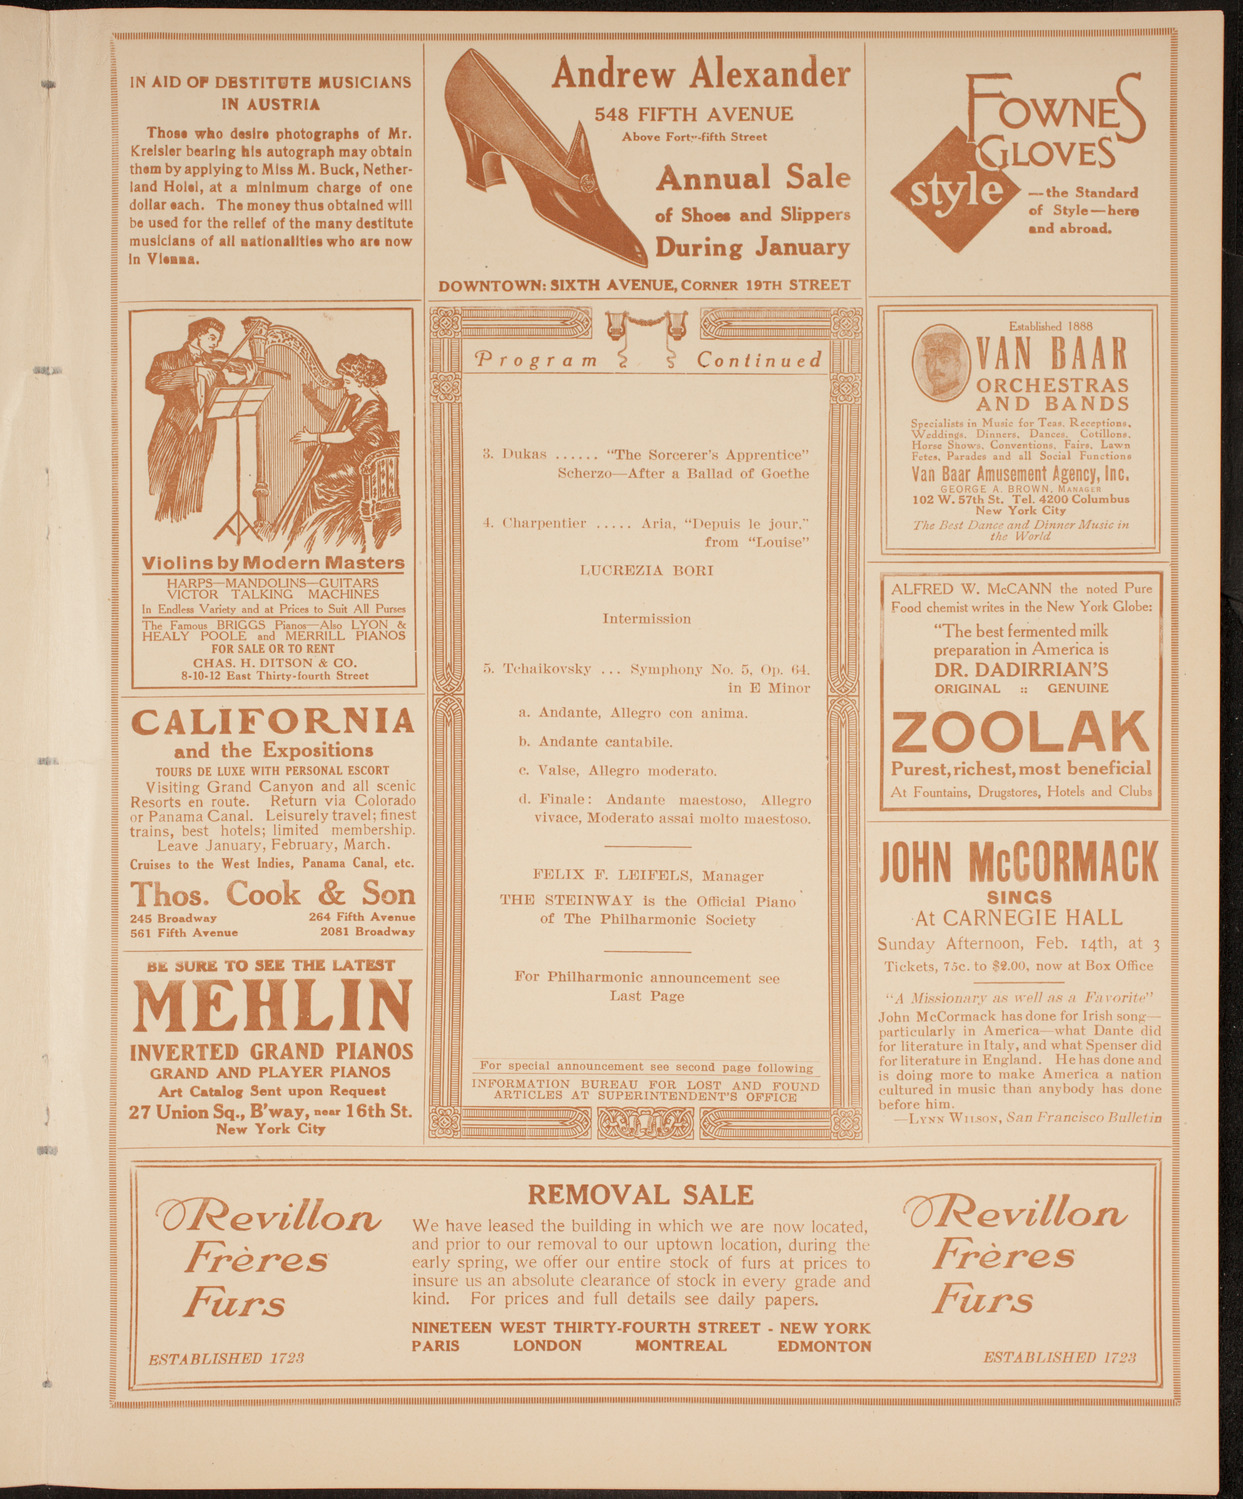 IN AID OF DESTITUTE MUSICIANS
IN AUSTRIA
Those who desire photographs of Mr.
Kreisler bearing his autograph may obtain
them by applying to Miss M. Buck, Nether-
land Hotel, at a minimum charge of one
dollar each. The money thus obtained will
be used for the relief of the many destitute
musicians of all nationalities who are now
in Vienna.
Andrew Alexander
548 FIFTH AVENUE
Above Forty-fifth Street
Annual Sale
of Shoes and Slippers
During January
DOWNTOWN: SIXTH AVENUE, CORNER 19TH STREET
FOWNES
GLOVES
style
—the Standard
of Style—here
and abroad.
Violins by Modern Masters
HARPS—MANDOLINS—GUITARS
VICTOR TALKING MACHINES
In Endless Variety and at Prices to Suit All Purses
The Famous BRIGGS Pianos—Also LYON &
HEALY POOLE and MERRILL PIANOS
FOR SALE OR TO RENT
CHAS. H. DITSON & CO.
8-10-12 East Thirty-fourth Street
CALIFORNIA
and the Expositions
TOURS DE LUXE WITH PERSONAL ESCORT
Visiting Grand Canyon and all scenic
Resorts en route. Return via Colorado
or Panama Canal. Leisurely travel; finest
trains, best hotels; limited membership.
Leave January, February, March.
Cruises to the West Indies, Panama Canal, etc.
Thos. Cook & Son
245 Broadway 264 Fifth Avenue
561 Fifth Avenue 2081 Broadway
BE SURE TO SEE THE LATEST
MEHLIN
INVERTED GRAND PIANOS
GRAND AND PLAYER PIANOS
Art Catalog Sent upon Request
27 Union Sq., B'way, near 16th St.
New York City
Program Continued
3. Dukas ...... "The Sorcerer's Apprentice"
Scherzo—After a Ballad of Goethe
4. Charpentier ..... Aria, "Depuis le jour,"
from "Louise"
LUCREZIA BORI
Intermission
5. Tchaikovsky ... Symphony No. 5, Op. 64,
in E Minor
a. Andante, Allegro con anima.
b. Andante cantabile.
c. Valse, Allegro moderato.
d. Finale: Andante maestoso, Allegro
vivace, Moderato assai molto maestoso.
FELIX F. LEIFELS, Manager
THE STEINWAY is the Official Piano
of The Philharmonic Society
For Philharmonic announcement see
Last Page
For special announcement see second page following
INFORMATION BUREAU FOR LOST AND FOUND
ARTICLES AT SUPERINTENDENT'S OFFICE
Established 1888
VAN BAAR
ORCHESTRAS
AND BANDS
Specialists in Music for Teas, Receptions,
Weddings, Dinners, Dances, Cotillons,
Horse Shows, Conventions, Fairs, Lawn
Fetes, Parades and all Social Functions
Van Baar Amusement Agency, Inc.
GEORGE A. BROWN, MANAGER
102 W. 57th St. Tel. 4200 Columbus
New York City
The Best Dance and Dinner Music in
the World
ALFRED W. McCANN the noted Pure
Food chemist writes in the New York Globe:
"The best fermented milk
preparation in America is
DR. DADIRRIAN'S
ORIGINAL :: GENUINE
ZOOLAK
Purest, richest, most beneficial
At Fountains, Drugstores, Hotels and Clubs
JOHN McCORMACK
SINGS
At CARNEGIE HALL
Sunday Afternoon, Feb. 14th, at 3
Tickets, 75c. to $2.00, now at Box Office
"A Missionary as well as a Favorite"
John McCormack has done for Irish song—
particularly in America—what Dante did
for literature in Italy, and what Spenser did
for literature in England. He has done and
is doing more to make America a nation
cultured in music than anybody has done
before him.
—LYNN WILSON, San Francisco Bulletin
Revillon
Frères
Furs
ESTABLISHED 1723
REMOVAL SALE
We have leased the building in which we are now located,
and prior to our removal to our uptown location, during the
early spring, we offer our entire stock of furs at prices to
insure us an absolute clearance of stock in every grade and
kind. For prices and full details see daily papers.
NINETEEN WEST THIRTY-FOURTH STREET - NEW YORK
PARIS LONDON MONTREAL EDMONTON
Revillon
Frères
Furs
ESTABLISHED 1723